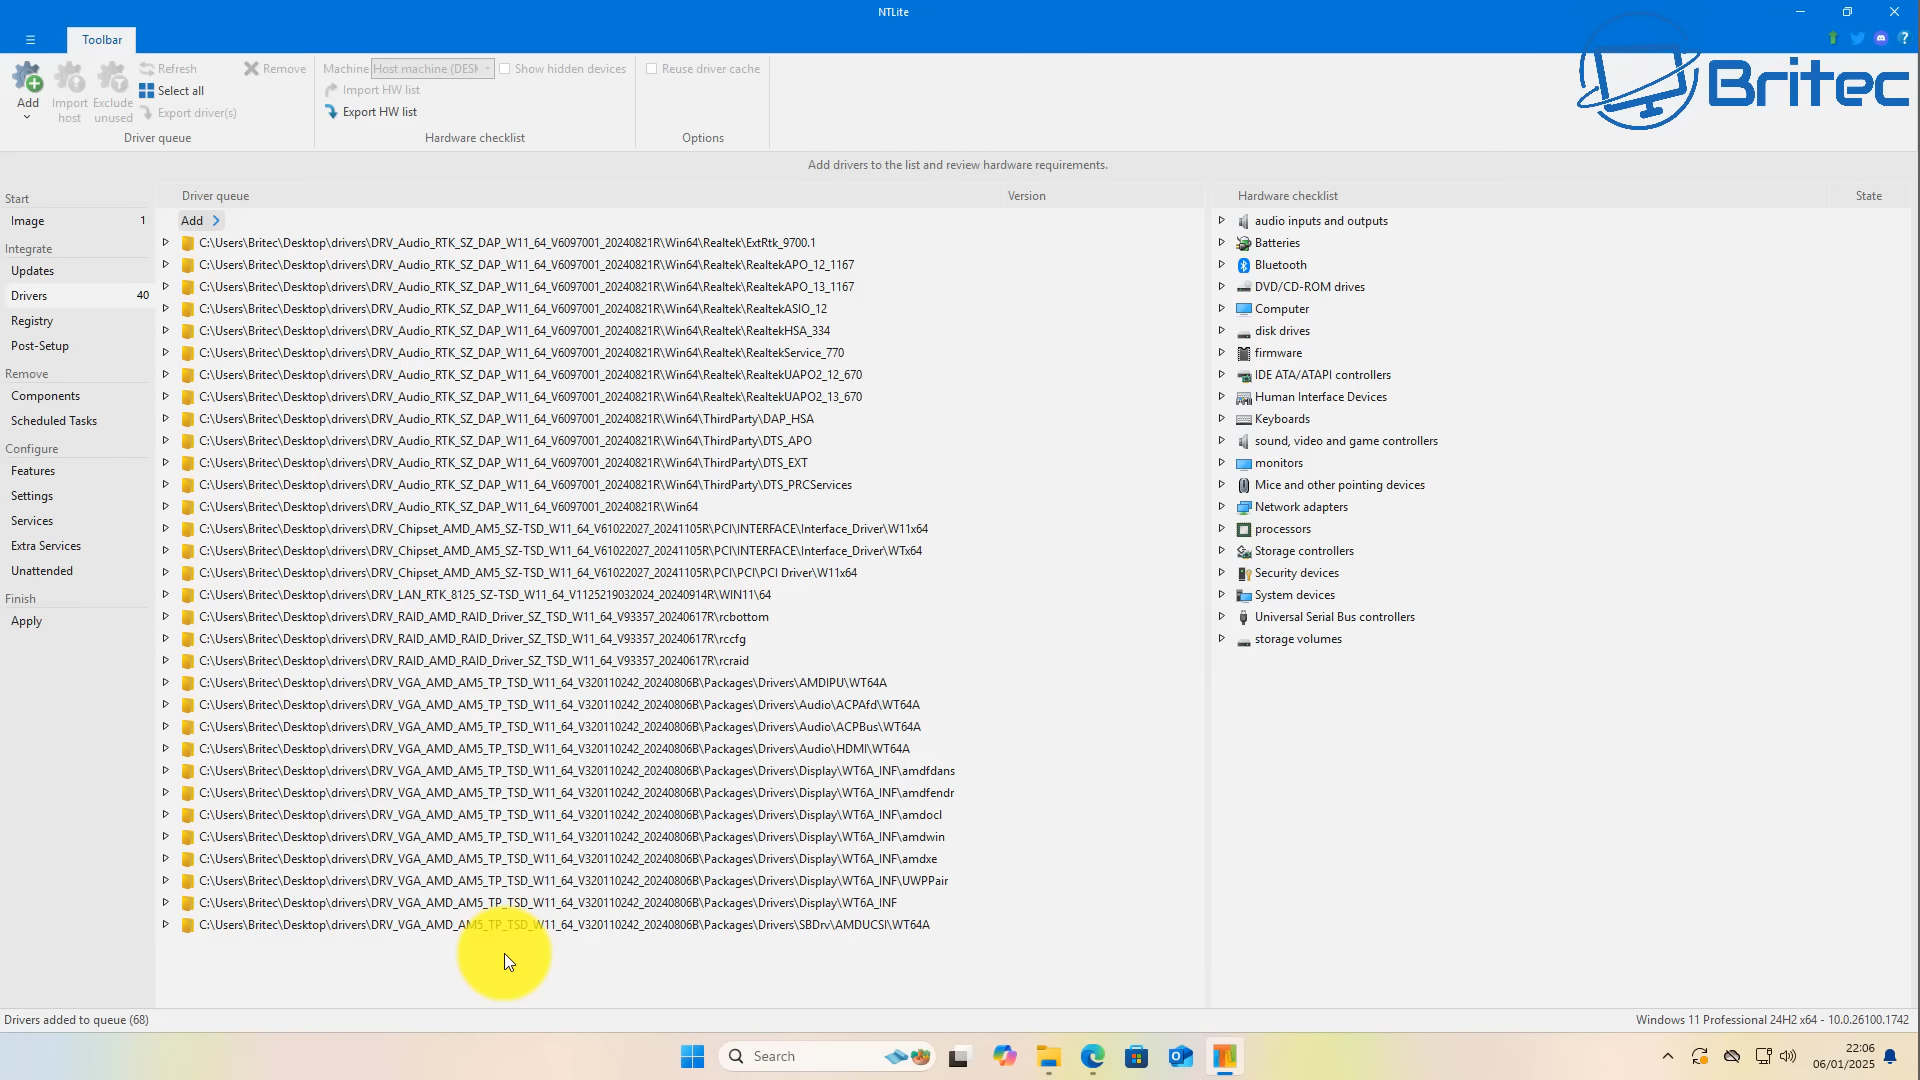 NTLite
Toolbar
Add
Import host
Exclude unused
Refresh
Select all
Export driver(s)
Remove
Driver queue
Machine Host machine (DESK
Show hidden devices
Import HW list
Export HW list
Hardware checklist
Reuse driver cache
Options
Britec
Add drivers to the list and review hardware requirements.
Start
Image 1
Integrate
Updates
Drivers 40
Registry
Post-Setup
Remove
Components
Scheduled Tasks
Configure
Features
Settings
Services
Extra Services
Unattended
Finish
Apply
Driver queue Version
Add
C:\Users\Britec\Desktop\drivers\DRV_Audio_RTK_SZ_DAP_W11_64_V6097001_20240821R\Win64\Realtek\ExtRtk_9700.1
C:\Users\Britec\Desktop\drivers\DRV_Audio_RTK_SZ_DAP_W11_64_V6097001_20240821R\Win64\Realtek\RealtekAPO_12_1167
C:\Users\Britec\Desktop\drivers\DRV_Audio_RTK_SZ_DAP_W11_64_V6097001_20240821R\Win64\Realtek\RealtekAPO_13_1167
C:\Users\Britec\Desktop\drivers\DRV_Audio_RTK_SZ_DAP_W11_64_V6097001_20240821R\Win64\Realtek\RealtekASIO_12
C:\Users\Britec\Desktop\drivers\DRV_Audio_RTK_SZ_DAP_W11_64_V6097001_20240821R\Win64\Realtek\RealtekHSA_334
C:\Users\Britec\Desktop\drivers\DRV_Audio_RTK_SZ_DAP_W11_64_V6097001_20240821R\Win64\Realtek\RealtekService_770
C:\Users\Britec\Desktop\drivers\DRV_Audio_RTK_SZ_DAP_W11_64_V6097001_20240821R\Win64\Realtek\RealtekUAPO2_12_670
C:\Users\Britec\Desktop\drivers\DRV_Audio_RTK_SZ_DAP_W11_64_V6097001_20240821R\Win64\Realtek\RealtekUAPO2_13_670
C:\Users\Britec\Desktop\drivers\DRV_Audio_RTK_SZ_DAP_W11_64_V6097001_20240821R\Win64\ThirdParty\DAP_HSA
C:\Users\Britec\Desktop\drivers\DRV_Audio_RTK_SZ_DAP_W11_64_V6097001_20240821R\Win64\ThirdParty\DTS_APO
C:\Users\Britec\Desktop\drivers\DRV_Audio_RTK_SZ_DAP_W11_64_V6097001_20240821R\Win64\ThirdParty\DTS_EXT
C:\Users\Britec\Desktop\drivers\DRV_Audio_RTK_SZ_DAP_W11_64_V6097001_20240821R\Win64\ThirdParty\DTS_PRCServices
C:\Users\Britec\Desktop\drivers\DRV_Audio_RTK_SZ_DAP_W11_64_V6097001_20240821R\Win64
C:\Users\Britec\Desktop\drivers\DRV_Chipset_AMD_AM5_SZ-TSD_W11_64_V61022027_20241105R\PCI\INTERFACE\Interface_Driver\W11x64
C:\Users\Britec\Desktop\drivers\DRV_Chipset_AMD_AM5_SZ-TSD_W11_64_V61022027_20241105R\PCI\INTERFACE\Interface_Driver\WTx64
C:\Users\Britec\Desktop\drivers\DRV_Chipset_AMD_AM5_SZ-TSD_W11_64_V61022027_20241105R\PCI\PCI\PCI Driver\W11x64
C:\Users\Britec\Desktop\drivers\DRV_LAN_RTK_8125_SZ-TSD_W11_64_V1125219032024_20240914R\WIN11\64
C:\Users\Britec\Desktop\drivers\DRV_RAID_AMD_RAID_Driver_SZ_TSD_W11_64_V93357_20240617R\rcbottom
C:\Users\Britec\Desktop\drivers\DRV_RAID_AMD_RAID_Driver_SZ_TSD_W11_64_V93357_20240617R\rccfg
C:\Users\Britec\Desktop\drivers\DRV_RAID_AMD_RAID_Driver_SZ_TSD_W11_64_V93357_20240617R\rcraid
C:\Users\Britec\Desktop\drivers\DRV_VGA_AMD_AM5_TP_TSD_W11_64_V320110242_20240806B\Packages\Drivers\AMDIPU\WT64A
C:\Users\Britec\Desktop\drivers\DRV_VGA_AMD_AM5_TP_TSD_W11_64_V320110242_20240806B\Packages\Drivers\Audio\ACPAfd\WT64A
C:\Users\Britec\Desktop\drivers\DRV_VGA_AMD_AM5_TP_TSD_W11_64_V320110242_20240806B\Packages\Drivers\Audio\ACPBus\WT64A
C:\Users\Britec\Desktop\drivers\DRV_VGA_AMD_AM5_TP_TSD_W11_64_V320110242_20240806B\Packages\Drivers\Audio\HDMI\WT64A
C:\Users\Britec\Desktop\drivers\DRV_VGA_AMD_AM5_TP_TSD_W11_64_V320110242_20240806B\Packages\Drivers\Display\WT6A_INF\amdfdans
C:\Users\Britec\Desktop\drivers\DRV_VGA_AMD_AM5_TP_TSD_W11_64_V320110242_20240806B\Packages\Drivers\Display\WT6A_INF\amdfendr
C:\Users\Britec\Desktop\drivers\DRV_VGA_AMD_AM5_TP_TSD_W11_64_V320110242_20240806B\Packages\Drivers\Display\WT6A_INF\amdocl
C:\Users\Britec\Desktop\drivers\DRV_VGA_AMD_AM5_TP_TSD_W11_64_V320110242_20240806B\Packages\Drivers\Display\WT6A_INF\amdwin
C:\Users\Britec\Desktop\drivers\DRV_VGA_AMD_AM5_TP_TSD_W11_64_V320110242_20240806B\Packages\Drivers\Display\WT6A_INF\amdxe
C:\Users\Britec\Desktop\drivers\DRV_VGA_AMD_AM5_TP_TSD_W11_64_V320110242_20240806B\Packages\Drivers\Display\WT6A_INF\UWPPair
C:\Users\Britec\Desktop\drivers\DRV_VGA_AMD_AM5_TP_TSD_W11_64_V320110242_20240806B\Packages\Drivers\Display\WT6A_INF
C:\Users\Britec\Desktop\drivers\DRV_VGA_AMD_AM5_TP_TSD_W11_64_V320110242_20240806B\Packages\Drivers\SBDrv\AMDUCSI\WT64A
Hardware checklist State
audio inputs and outputs
Batteries
Bluetooth
DVD/CD-ROM drives
Computer
disk drives
firmware
IDE ATA/ATAPI controllers
Human Interface Devices
Keyboards
sound, video and game controllers
monitors
Mice and other pointing devices
Network adapters
processors
Storage controllers
Security devices
System devices
Universal Serial Bus controllers
storage volumes
Drivers added to queue (68)
Windows 11 Professional 24H2 x64 - 10.0.26100.1742
Search
22:06
06/01/2025